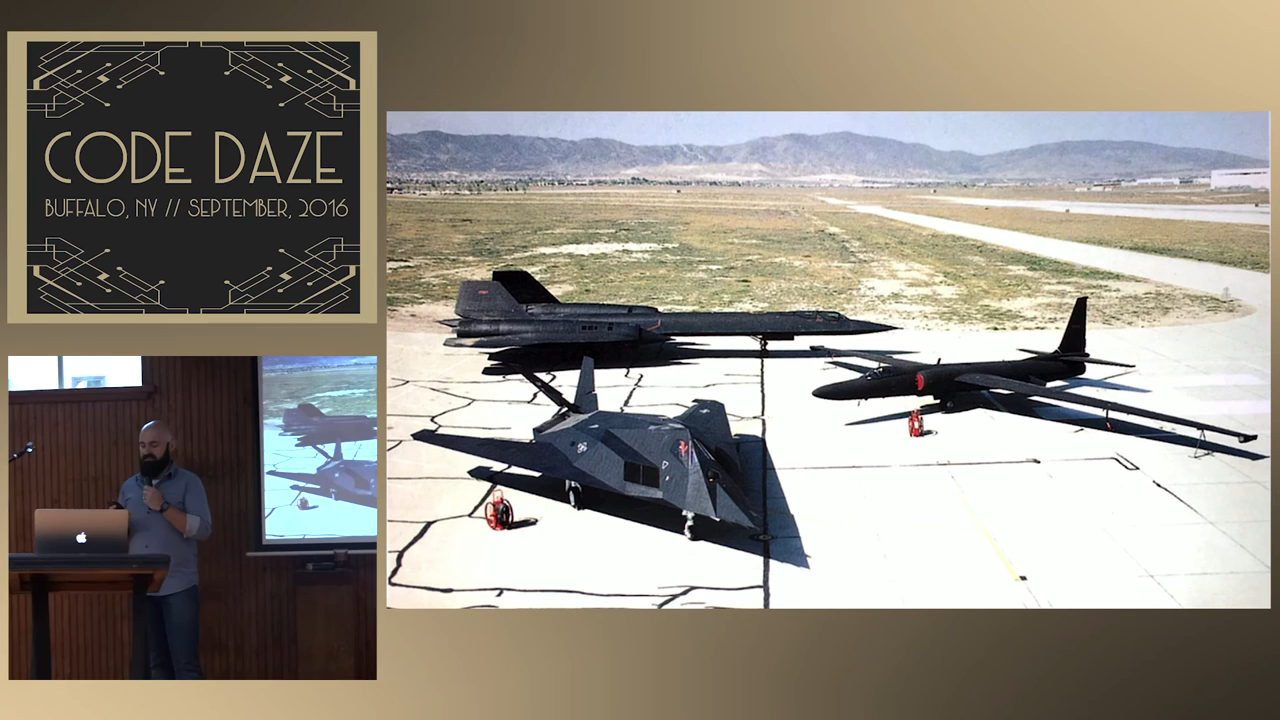 CODE DAZE
BUFFALO, NY // SEPTEMBER, 2016